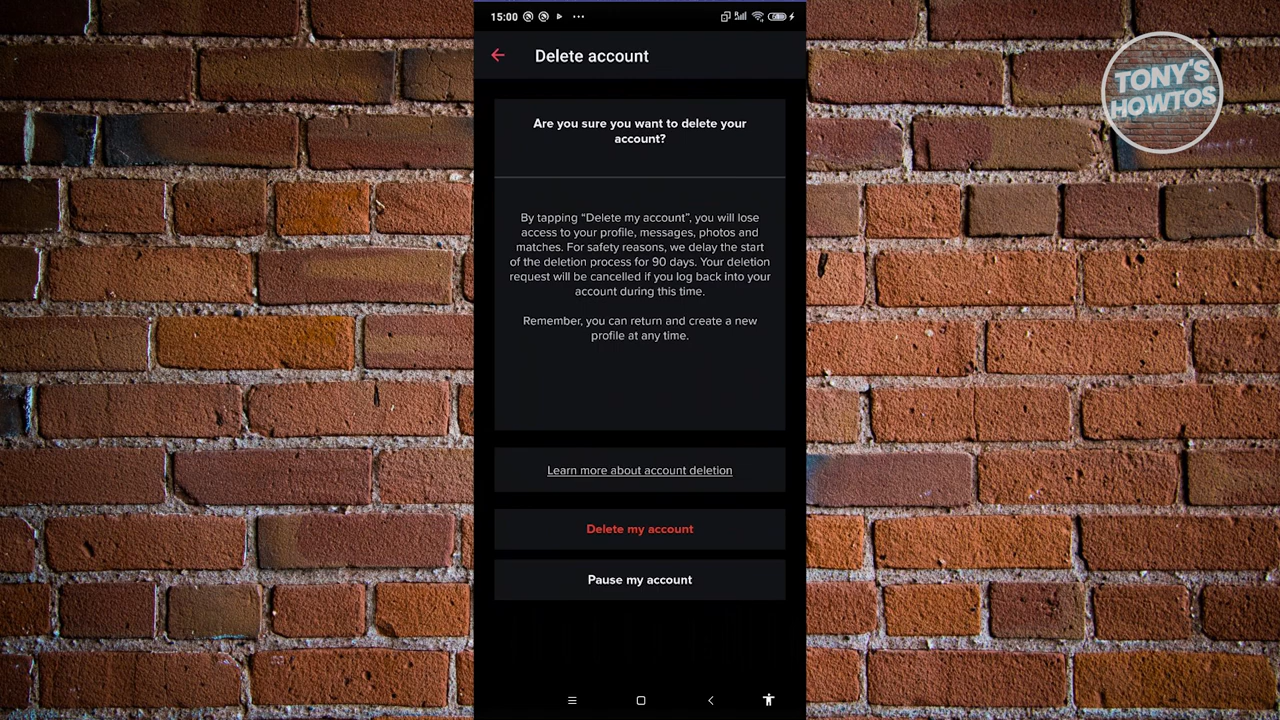 15:00
Delete account
TONY'S
HOWTOS
Are you sure you want to delete your
account?
By tapping “Delete my account”, you will lose
access to your profile, messages, photos and
matches. For safety reasons, we delay the start
of the deletion process for 90 days. Your deletion
request will be cancelled if you log back into your
account during this time.
Remember, you can return and create a new
profile at any time.
Learn more about account deletion
Delete my account
Pause my account